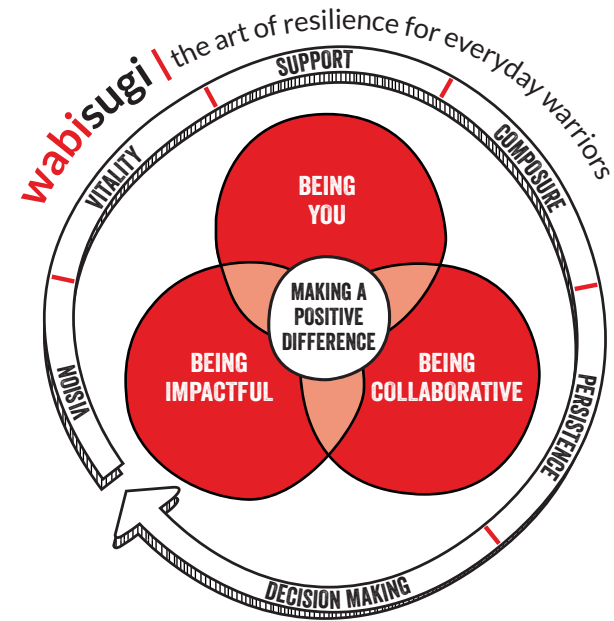 wabisugi | the art of resilience for everyday warriors
VISION
VITALITY
SUPPORT
COMPOSURE
PERSISTENCE
DECISION MAKING
BEING
YOU
MAKING A
POSITIVE
DIFFERENCE
BEING
IMPACTFUL
BEING
COLLABORATIVE